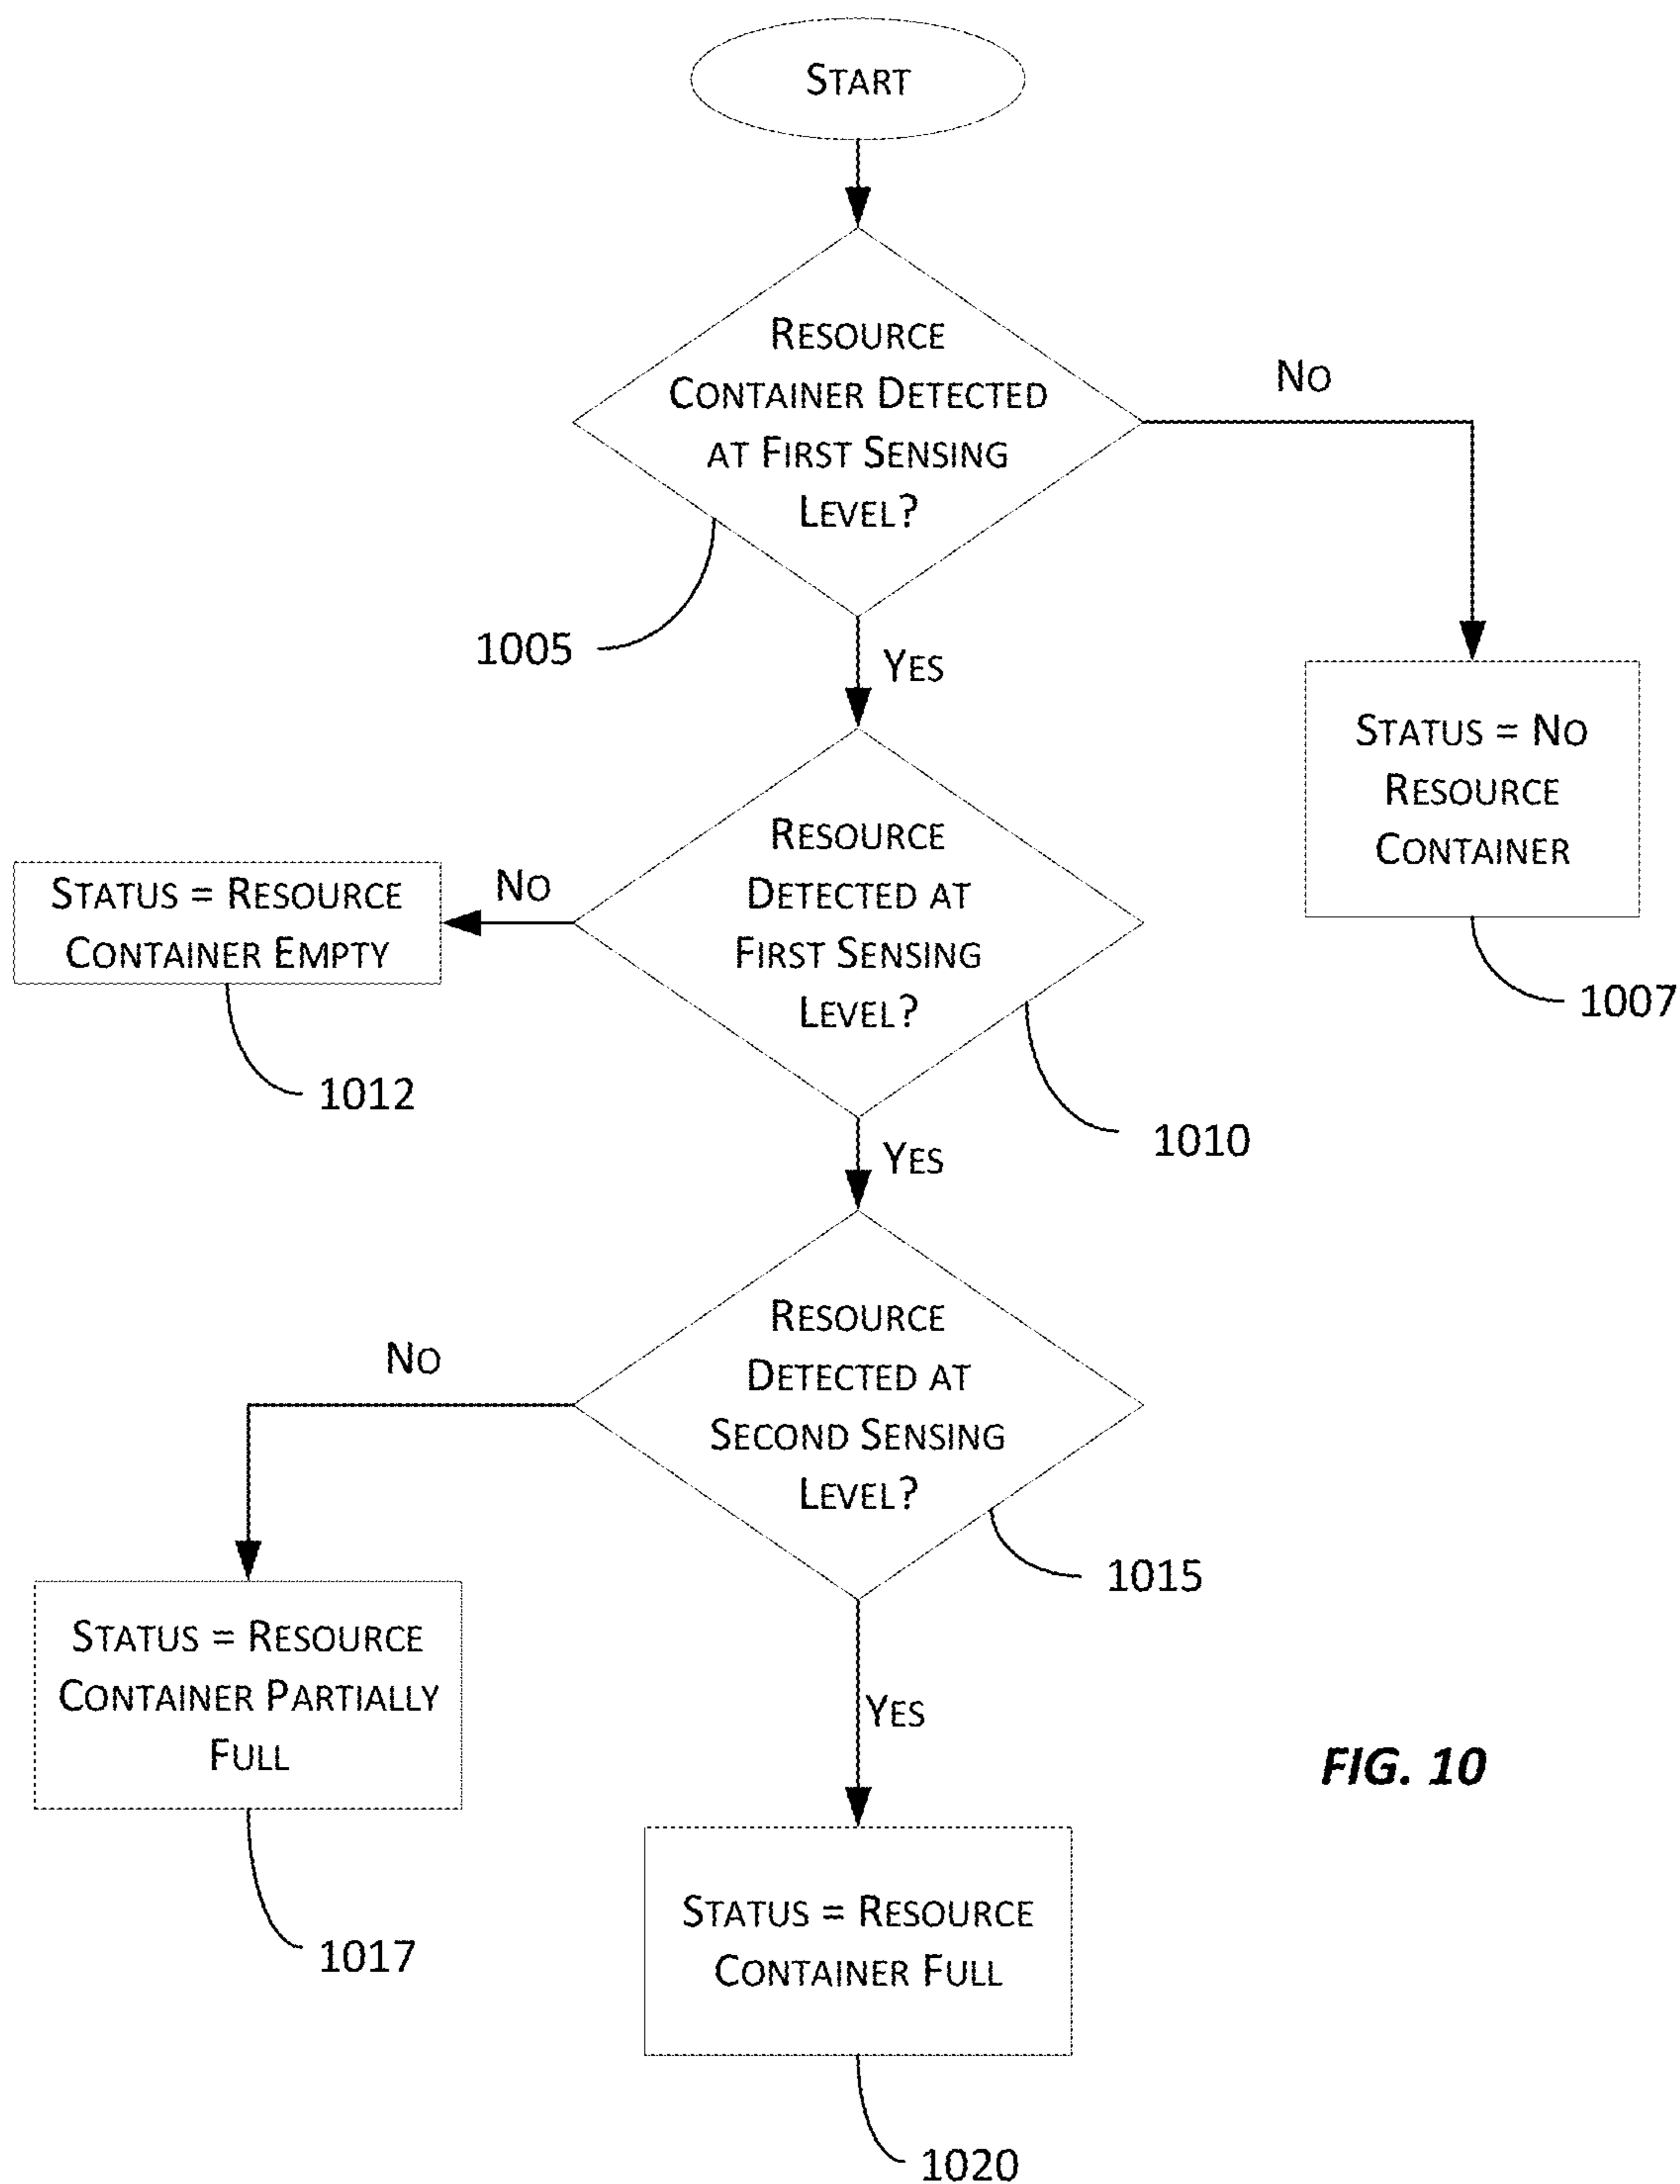 START
RESOURCE
CONTAINER DETECTED
AT FIRST SENSING
LEVEL?
NO
1005
YES
STATUS = NO
RESOURCE
CONTAINER
1007
RESOURCE
DETECTED AT
FIRST SENSING
LEVEL?
NO
STATUS = RESOURCE
CONTAINER EMPTY
1012
1010
YES
RESOURCE
DETECTED AT
SECOND SENSING
LEVEL?
NO
1015
STATUS = RESOURCE
CONTAINER PARTIALLY
FULL
1017
YES
FIG. 10
STATUS = RESOURCE
CONTAINER FULL
1020